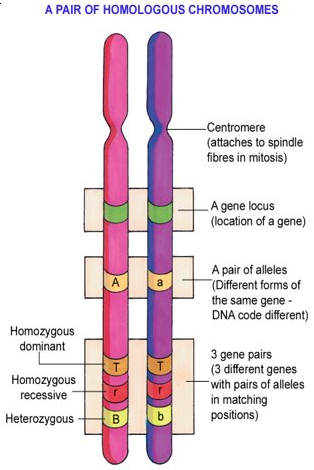 A PAIR OF HOMOLOGOUS CHROMOSOMES
Centromere
(attaches to spindle
fibres in mitosis)
A gene locus
(location of a gene)
A a
A pair of alleles
(Different forms of
the same gene -
DNA code different)
Homozygous
dominant
T T
Homozygous
recessive
r r
Heterozygous
B b
3 gene pairs
(3 different genes
with pairs of alleles
in matching
positions)